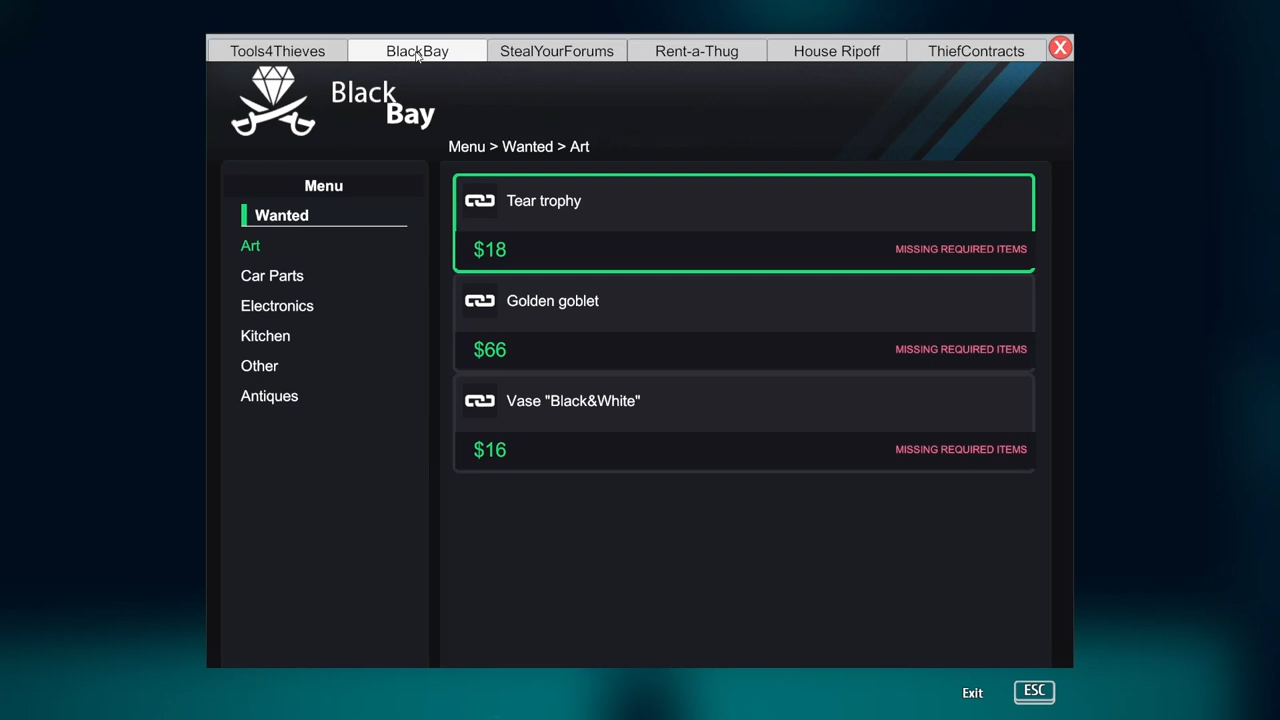 Tools4Thieves
BlackBay
StealYourForums
Rent-a-Thug
House Ripoff
ThiefContracts
X
Black
Bay
Menu > Wanted > Art
Menu
Wanted
Art
Car Parts
Electronics
Kitchen
Other
Antiques
Tear trophy
$18
MISSING REQUIRED ITEMS
Golden goblet
$66
MISSING REQUIRED ITEMS
Vase "Black&White"
$16
MISSING REQUIRED ITEMS
Exit
ESC